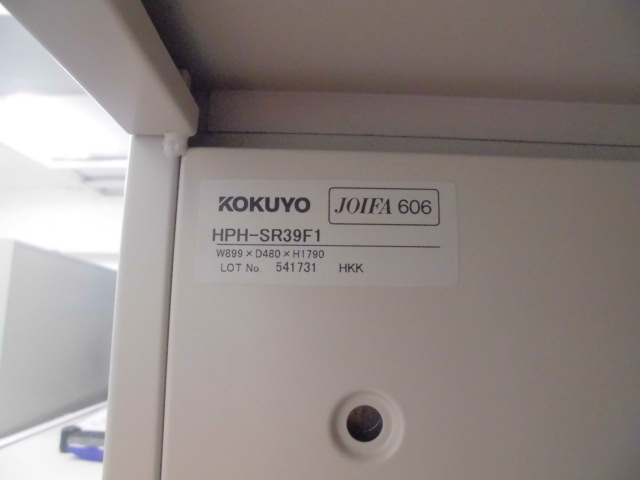 KOKUYO JOIFA 606
HPH-SR39F1
W899×D480×H1790
LOT No. 541731 HKK